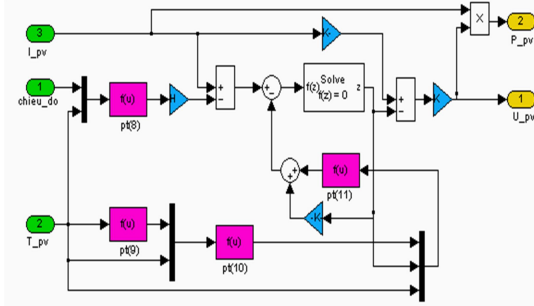 3
I_pv
K
X
2
P_pv
1
chieu_do
f(u)
pt(8)
+
−
+
−
f(z)
Solve
f(z) = 0
z
+
−
K
1
U_pv
+
+
f(u)
pt(11)
-K-
2
T_pv
f(u)
pt(9)
f(u)
pt(10)